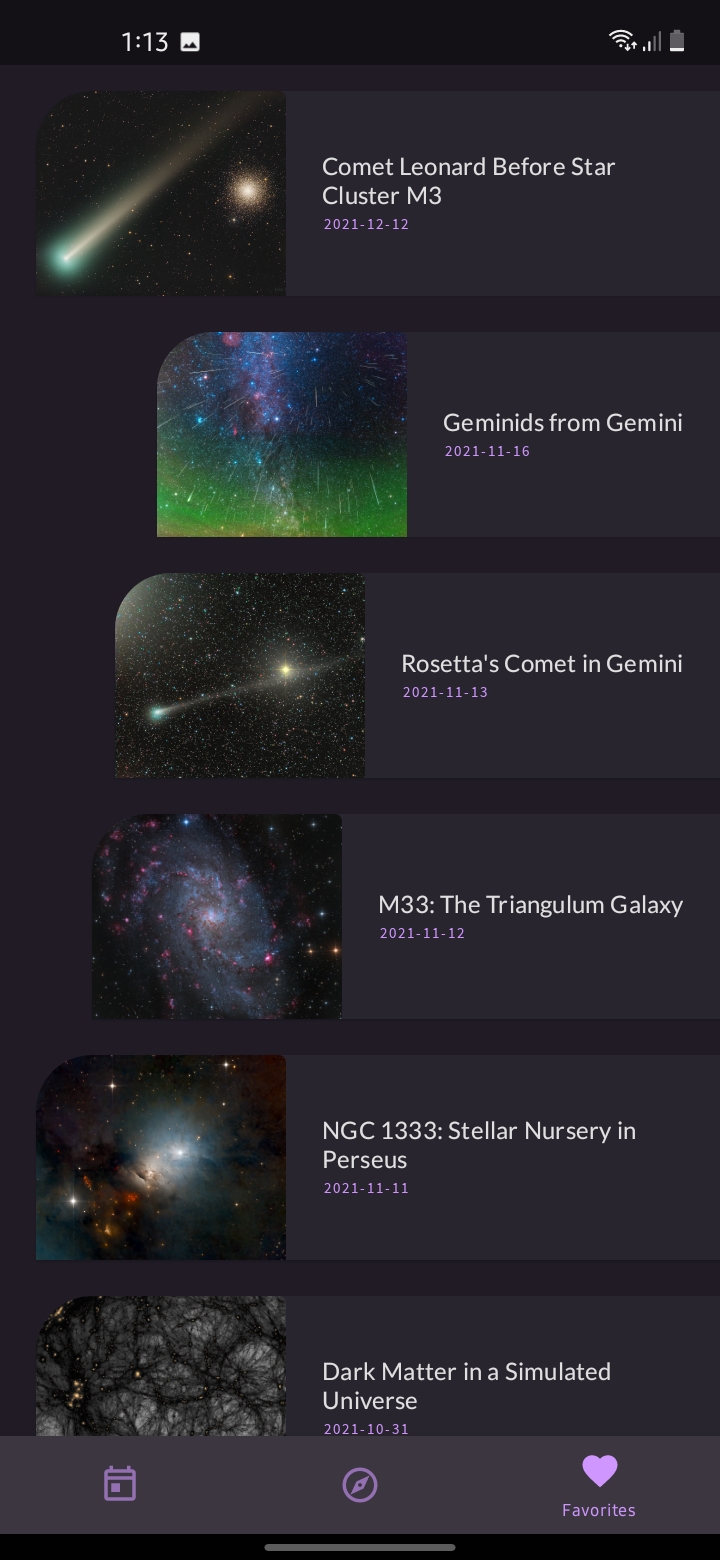 1:13
Comet Leonard Before Star
Cluster M3
2021-12-12
Geminids from Gemini
2021-11-16
Rosetta's Comet in Gemini
2021-11-13
M33: The Triangulum Galaxy
2021-11-12
NGC 1333: Stellar Nursery in
Perseus
2021-11-11
Dark Matter in a Simulated
Universe
2021-10-31
Favorites